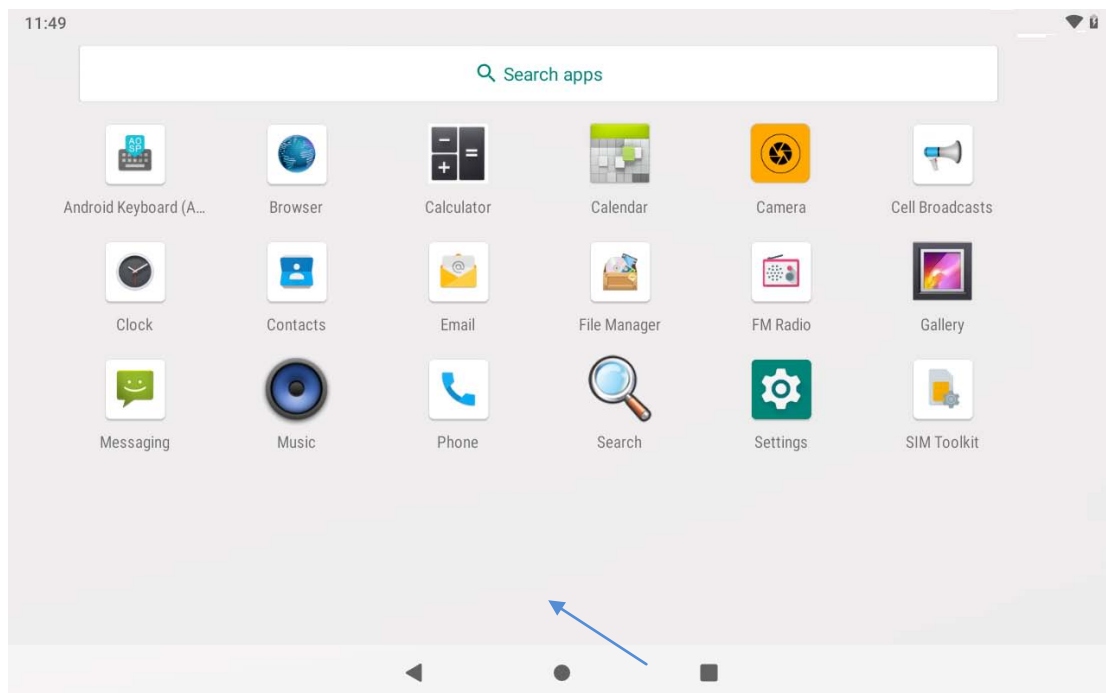 11:49
Search apps
Android Keyboard (A...
Browser
Calculator
Calendar
Camera
Cell Broadcasts
Clock
Contacts
Email
File Manager
FM Radio
Gallery
Messaging
Music
Phone
Search
Settings
SIM Toolkit